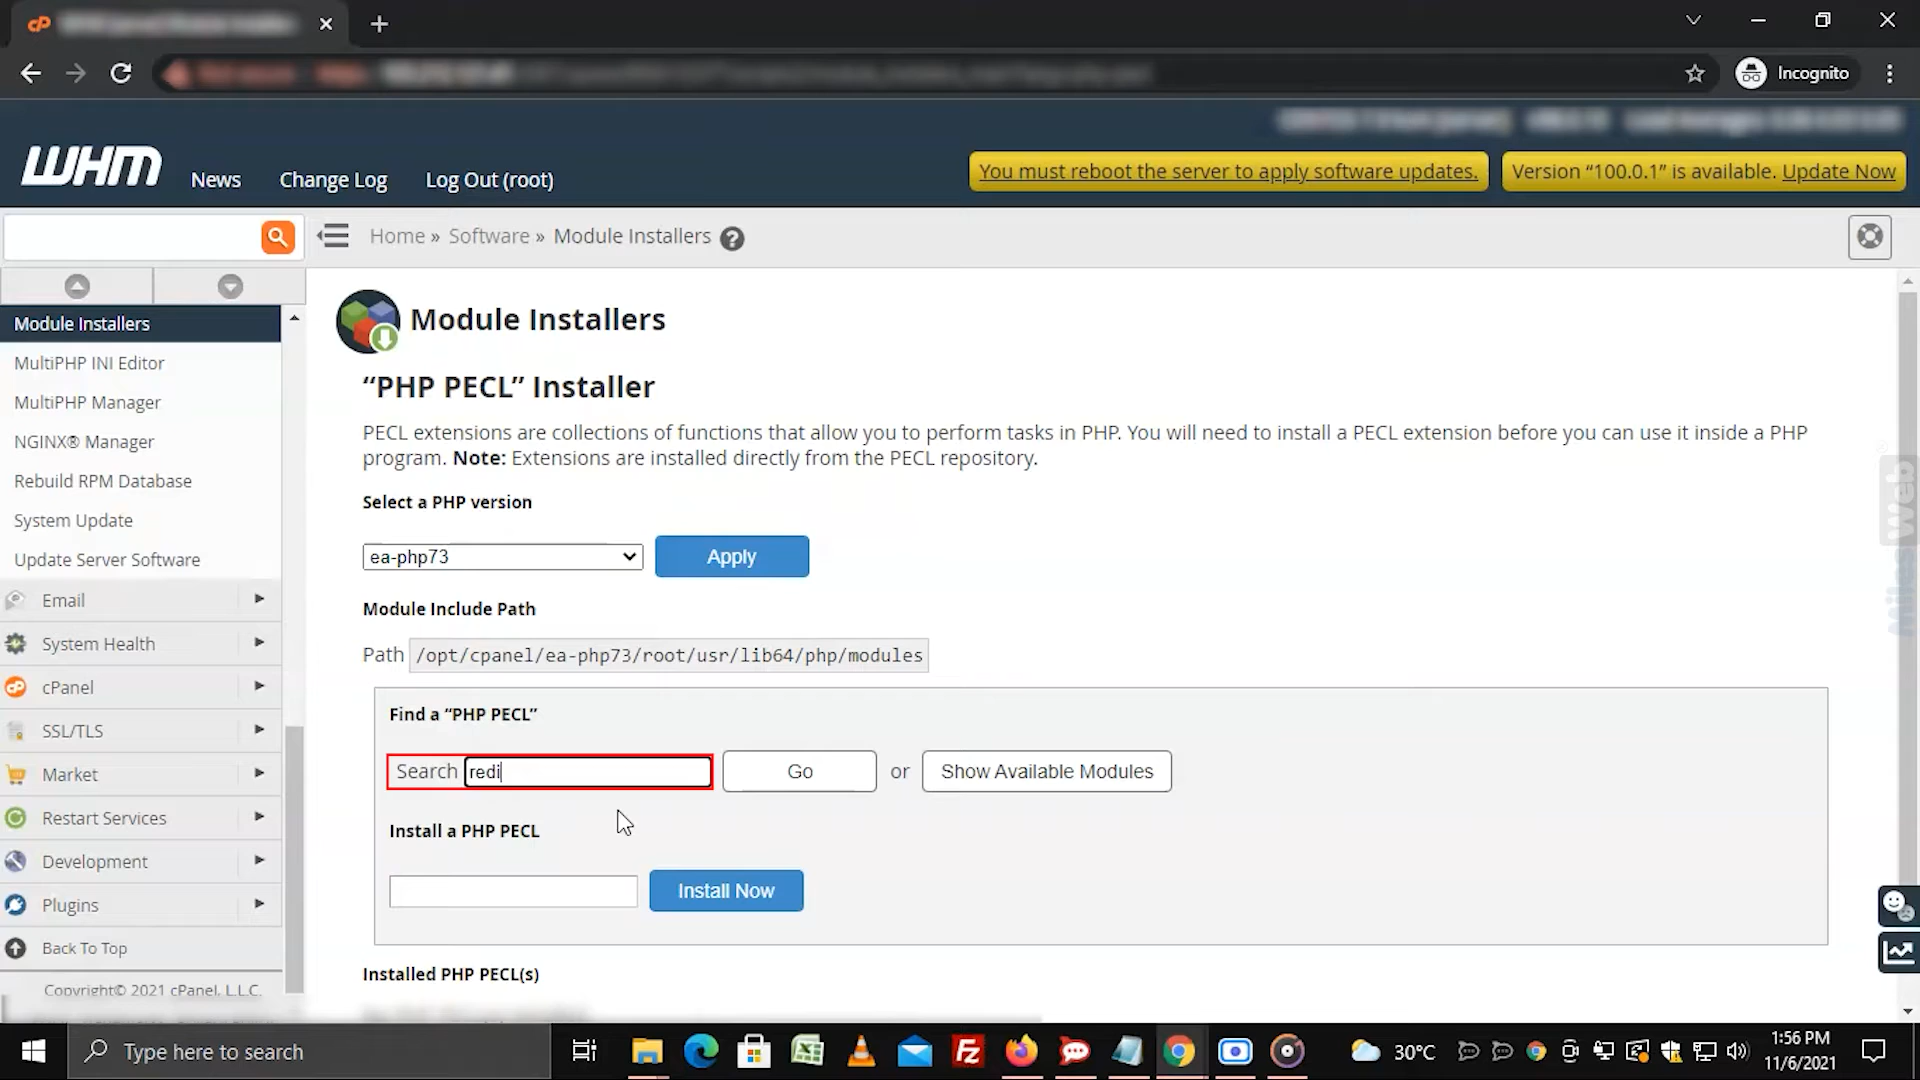 Incognito
WHM
News
Change Log
Log Out (root)
You must reboot the server to apply software updates.
Version “100.0.1” is available. Update Now
Home » Software » Module Installers
Module Installers
MultiPHP INI Editor
MultiPHP Manager
NGINX® Manager
Rebuild RPM Database
System Update
Update Server Software
Email
System Health
cPanel
SSL/TLS
Market
Restart Services
Development
Plugins
Back To Top
Copyright© 2021 cPanel, L.L.C.
Module Installers
“PHP PECL” Installer
PECL extensions are collections of functions that allow you to perform tasks in PHP. You will need to install a PECL extension before you can use it inside a PHP
program. Note: Extensions are installed directly from the PECL repository.
Select a PHP version
ea-php73
Apply
Module Include Path
Path /opt/cpanel/ea-php73/root/usr/lib64/php/modules
Find a “PHP PECL”
Search redi
Go
or
Show Available Modules
Install a PHP PECL
Install Now
Installed PHP PECL(s)
MilesWeb
Type here to search
30°C
1:56 PM
11/6/2021